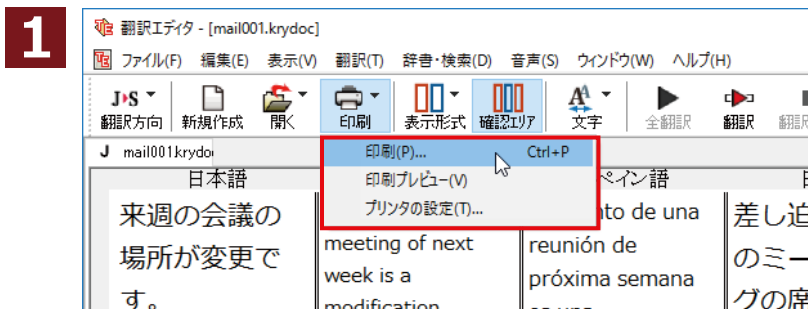 1
翻訳エディタ - [mail001.krydoc]
ファイル(F) 編集(E) 表示(V) 翻訳(T) 辞書・検索(D) 音声(S) ウィンドウ(W) ヘルプ(H)
J▸S
翻訳方向 新規作成 開く 印刷 表示形式 確認エリア 文字 全翻訳 翻訳
J mail001.krydo
印刷(P)... Ctrl+P
印刷プレビュー(V)
プリンタの設定(T)...
日本語
来週の会議の
場所が変更で
す。
meeting of next
week is a
modification
ペイン語
nto de una
reunión de
próxima semana
es una
差し迫
のミー
グの席